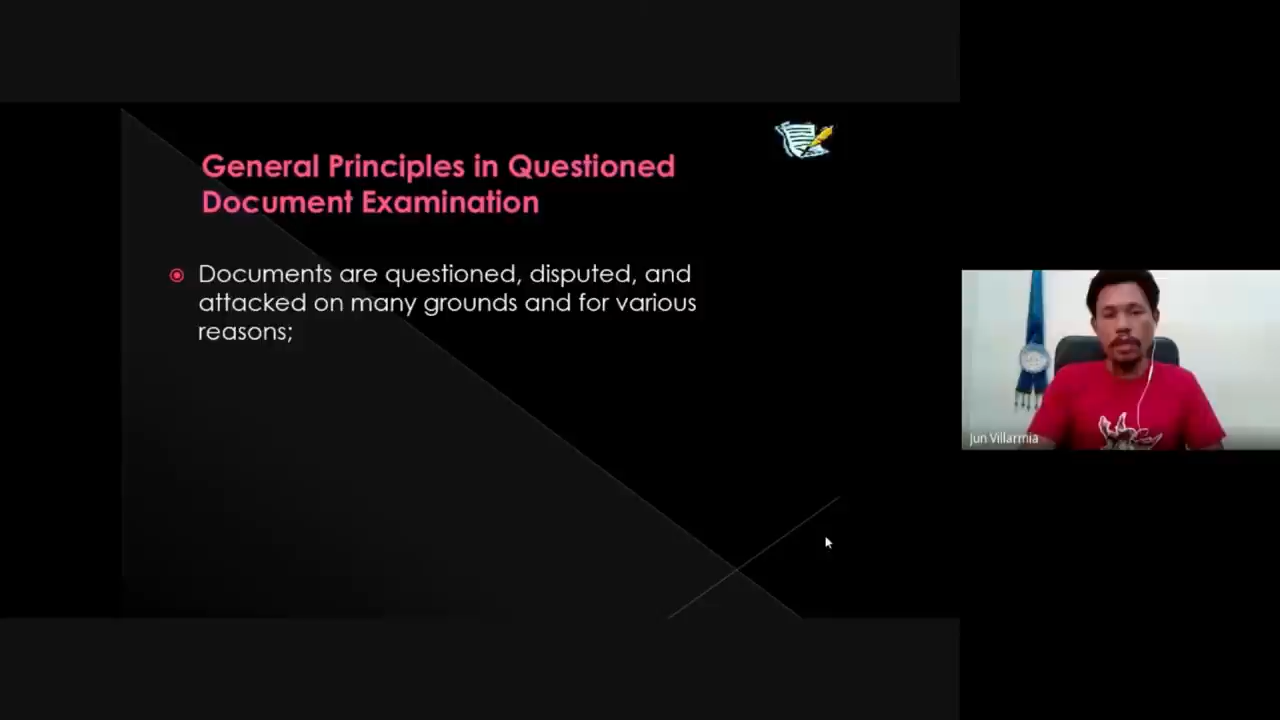 General Principles in Questioned
Document Examination
Documents are questioned, disputed, and
attacked on many grounds and for various
reasons;
Jun Villarmia